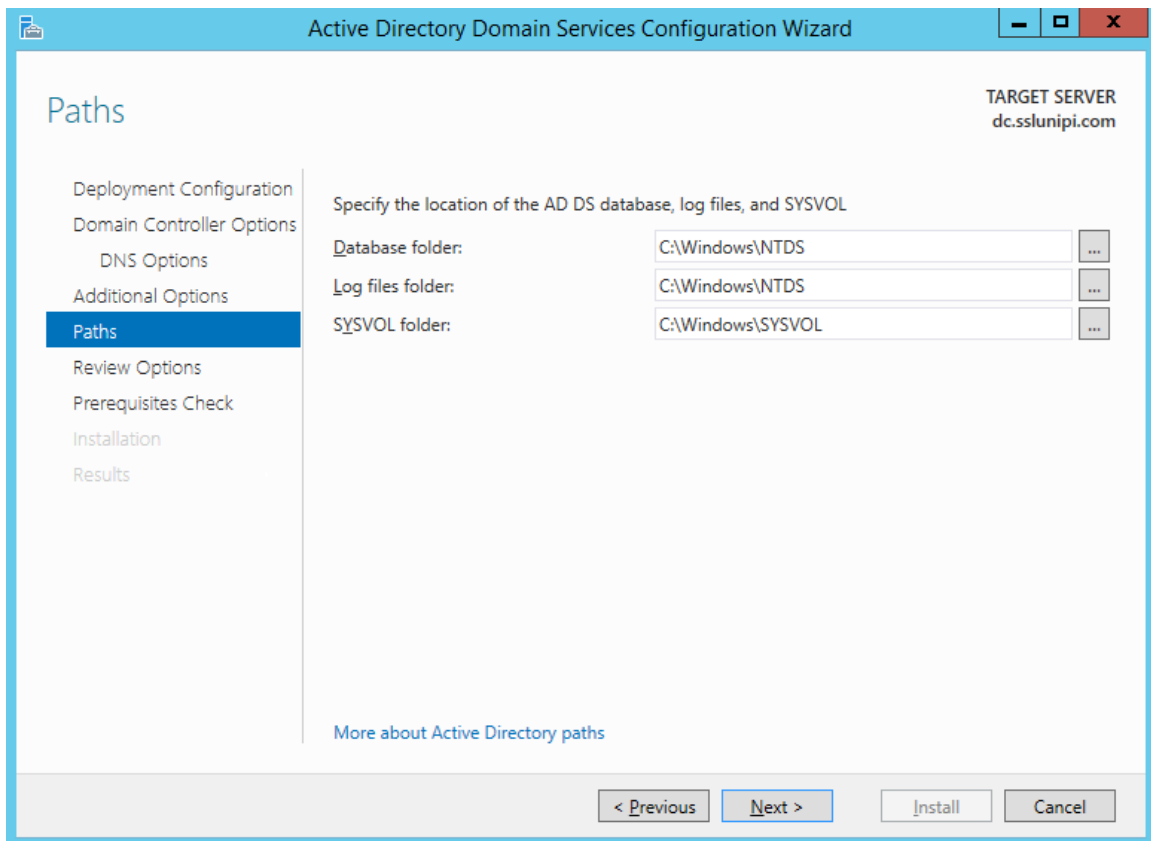 Active Directory Domain Services Configuration Wizard
Paths
TARGET SERVER
dc.sslunipi.com
Deployment Configuration
Domain Controller Options
DNS Options
Additional Options
Paths
Review Options
Prerequisites Check
Installation
Results
Specify the location of the AD DS database, log files, and SYSVOL
Database folder: C:\Windows\NTDS ...
Log files folder: C:\Windows\NTDS ...
SYSVOL folder: C:\Windows\SYSVOL ...
More about Active Directory paths
< Previous Next > Install Cancel